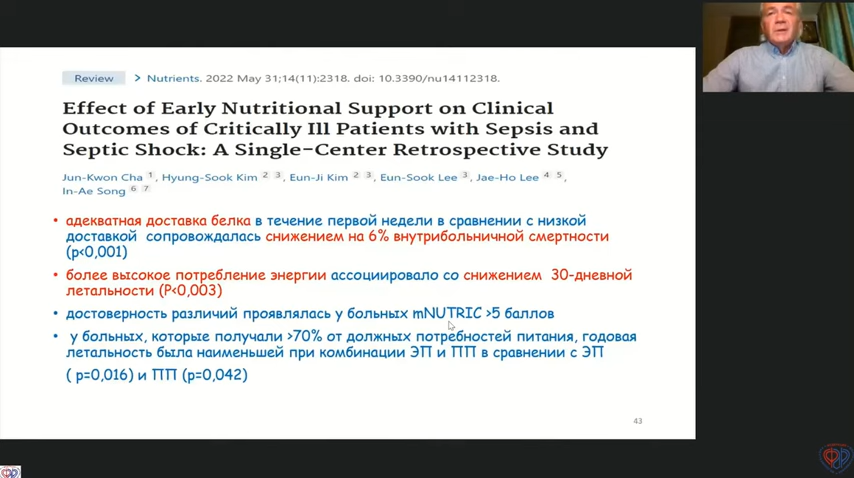 Review > Nutrients. 2022 May 31;14(11):2318. doi: 10.3390/nu14112318.
Effect of Early Nutritional Support on Clinical
Outcomes of Critically Ill Patients with Sepsis and
Septic Shock: A Single-Center Retrospective Study
Jun-Kwon Cha 1, Hyung-Sook Kim 2 3, Eun-Ji Kim 2 3, Eun-Sook Lee 3, Jae-Ho Lee 4 5,
In-Ae Song 6 7
• адекватная доставка белка в течение первой недели в сравнении с низкой
доставкой сопровождалась снижением на 6% внутрибольничной смертности
(р<0,001)
• более высокое потребление энергии ассоциировало со снижением 30-дневной
летальности (P<0,003)
• достоверность различий проявлялась у больных mNUTRIC >5 баллов
• у больных, которые получали >70% от должных потребностей питания, годовая
летальность была наименьшей при комбинации ЭП и ПП в сравнении с ЭП
( р=0,016) и ПП (р=0,042)
43